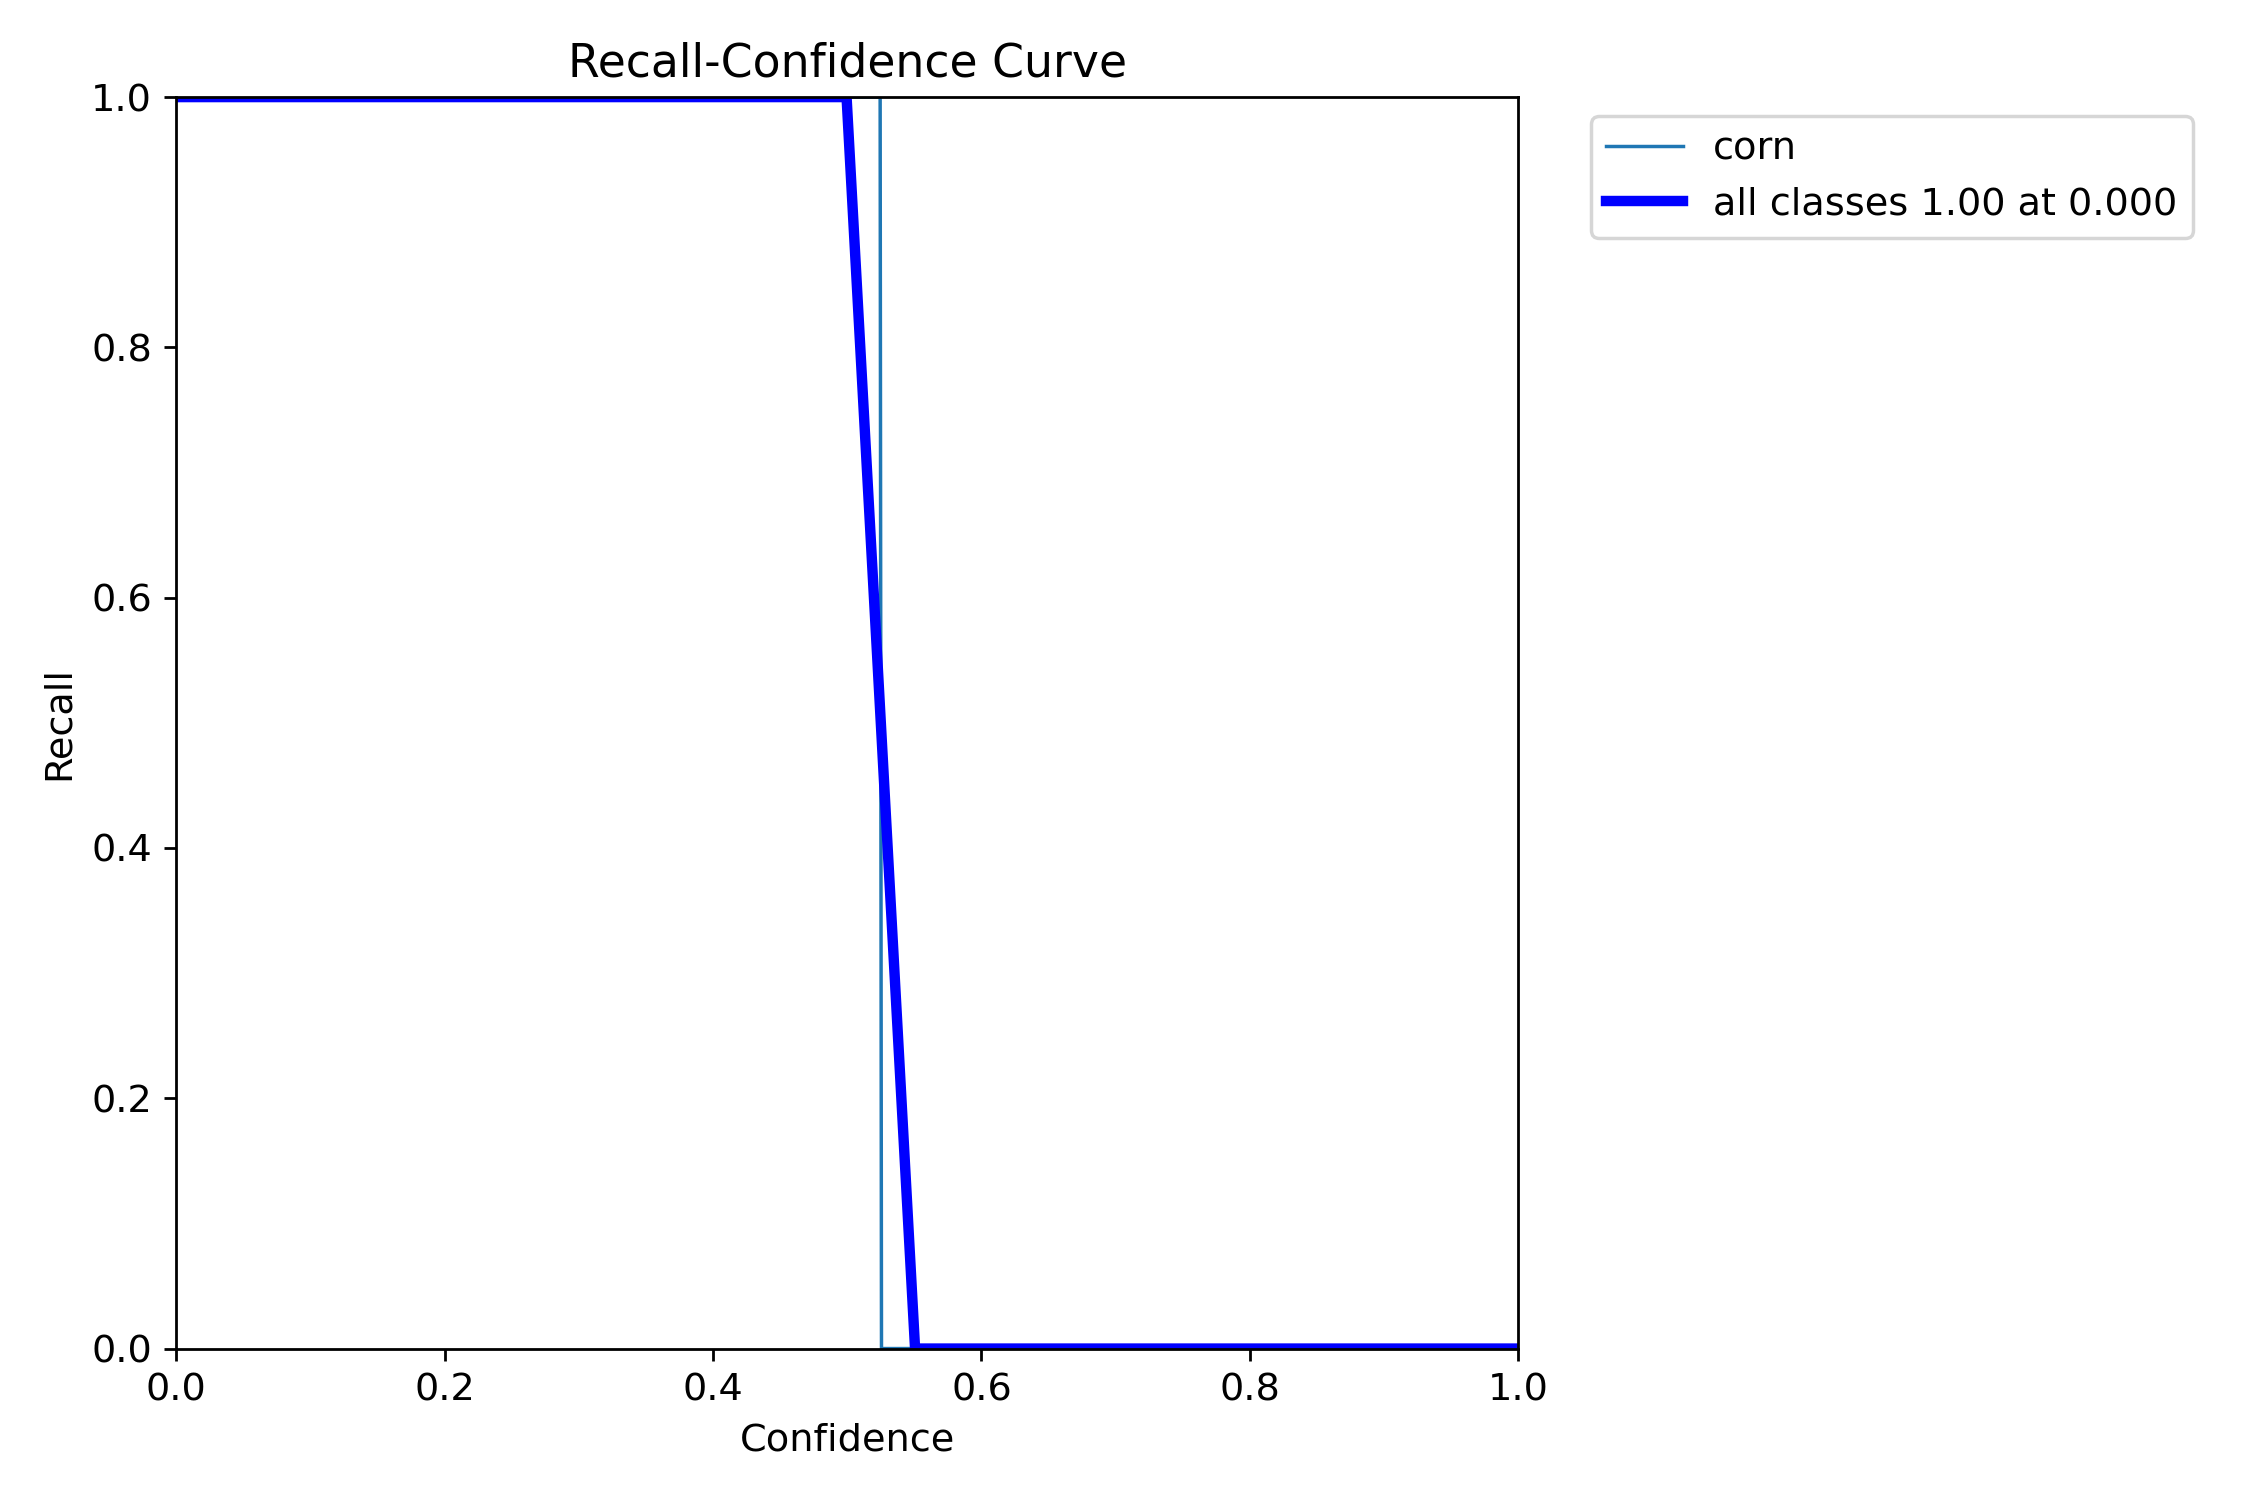 Recall-Confidence Curve
1.0
0.8
0.6
0.4
0.2
0.0
Recall
0.0 0.2 0.4 0.6 0.8 1.0
Confidence
corn
all classes 1.00 at 0.000